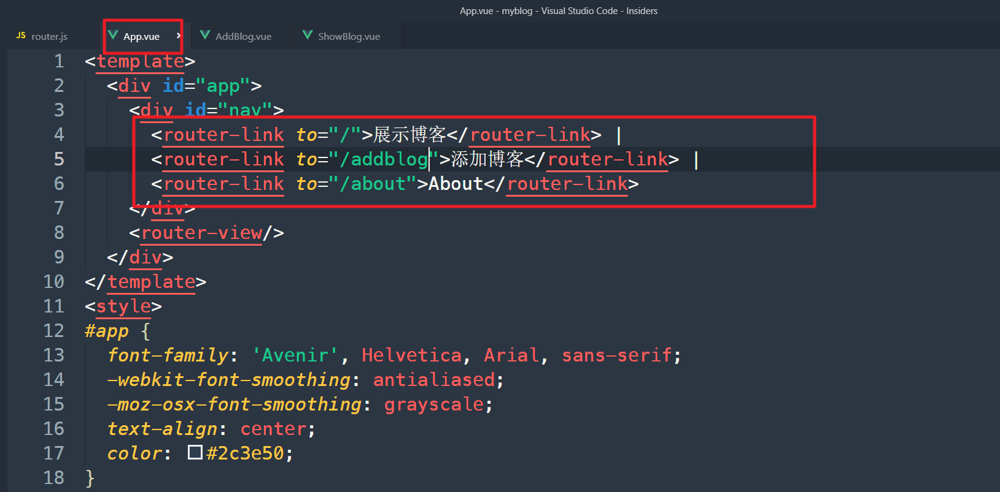 App.vue - myblog - Visual Studio Code - Insiders
JS router.js App.vue × AddBlog.vue ShowBlog.vue
1 <template>
2 <div id="app">
3 <div id="nav">
4 <router-link to="/">展示博客</router-link> |
5 <router-link to="/addblog">添加博客</router-link> |
6 <router-link to="/about">About</router-link>
7 </div>
8 <router-view/>
9 </div>
10 </template>
11 <style>
12 #app {
13 font-family: 'Avenir', Helvetica, Arial, sans-serif;
14 -webkit-font-smoothing: antialiased;
15 -moz-osx-font-smoothing: grayscale;
16 text-align: center;
17 color: #2c3e50;
18 }